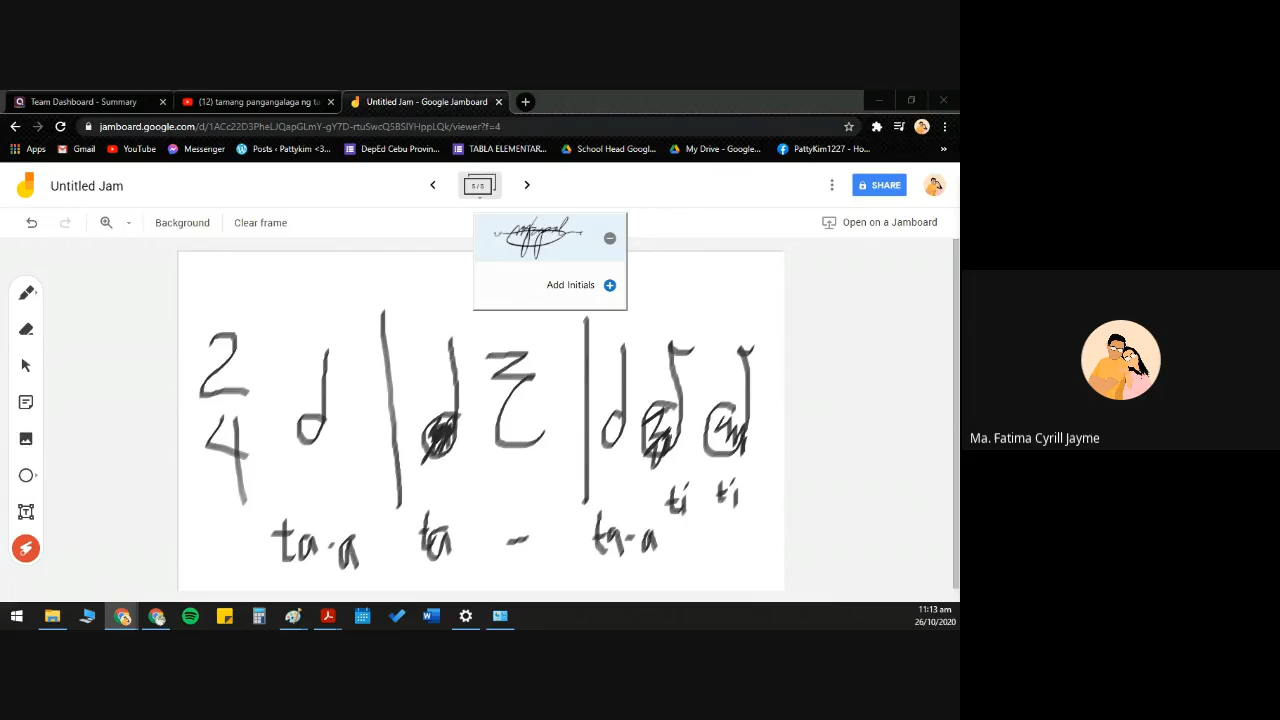 Team Dashboard - Summary
(12) tamang pangangalaga ng ta
Untitled Jam - Google Jamboard
jamboard.google.com/d/1ACc22D3PheLJQapGLmY-gY7D-rtuSwcQ5BSlYHppLQk/viewer?f=4
Apps Gmail YouTube Messenger Posts ‹ Pattykim <3... DepEd Cebu Provin... TABLA ELEMENTAR... School Head Googl... My Drive - Google... PattyKim1227 - Ho... »
Untitled Jam
5 / 5
SHARE
Background
Clear frame
Open on a Jamboard
Add Initials
2
4
ti ti
ta-a ta - ta-a
Ma. Fatima Cyrill Jayme
11:13 am
26/10/2020